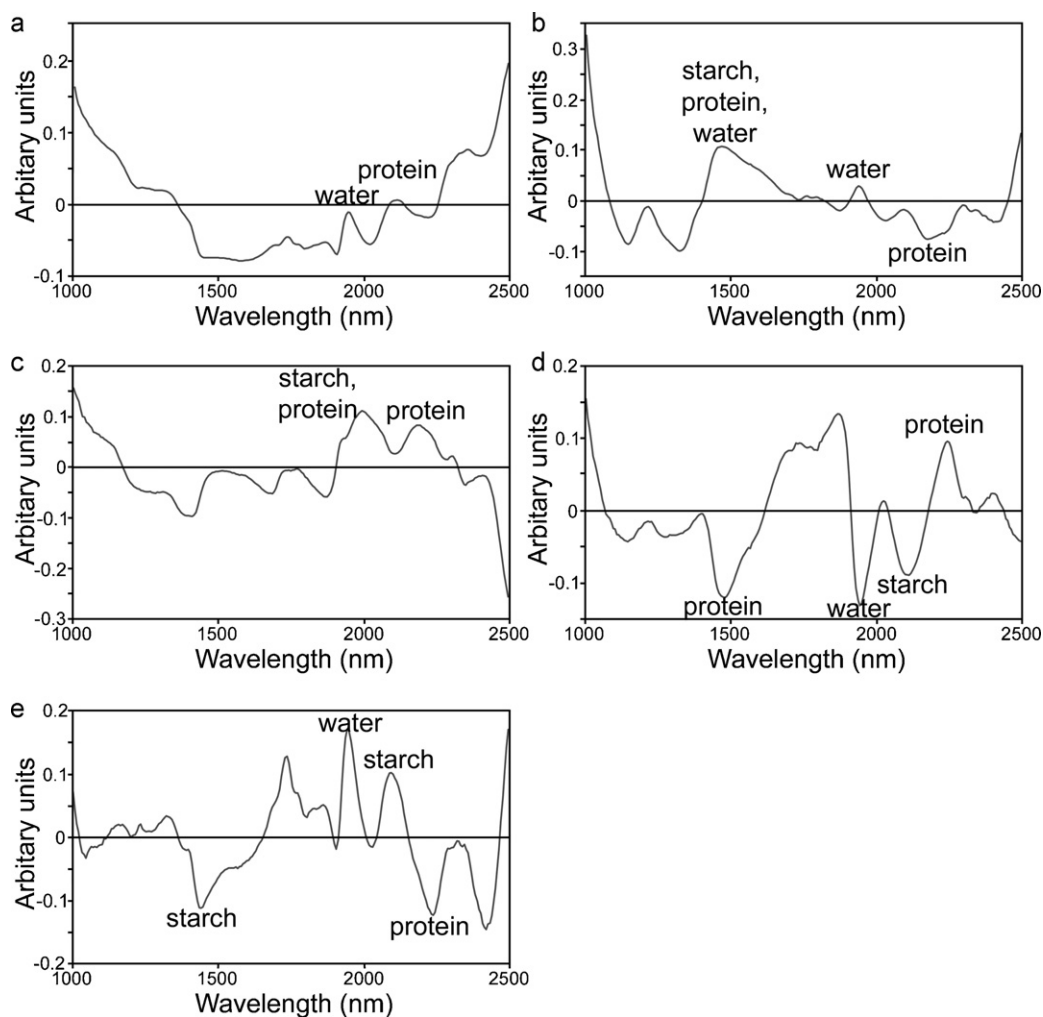 a
Arbitary units
0.2
0.1
0
-0.1
protein
water
1000
1500
2000
2500
Wavelength (nm)
b
Arbitary units
0.3
0.2
0.1
0
-0.1
starch,
protein,
water
water
protein
1000
1500
2000
2500
Wavelength (nm)
c
Arbitary units
0.2
0.1
0
-0.1
-0.2
-0.3
starch,
protein
protein
1000
1500
2000
2500
Wavelength (nm)
d
Arbitary units
0.2
0.1
0
-0.1
protein
protein
water
starch
1000
1500
2000
2500
Wavelength (nm)
e
Arbitary units
0.2
0.1
0
-0.1
-0.2
water
starch
starch
protein
1000
1500
2000
2500
Wavelength (nm)